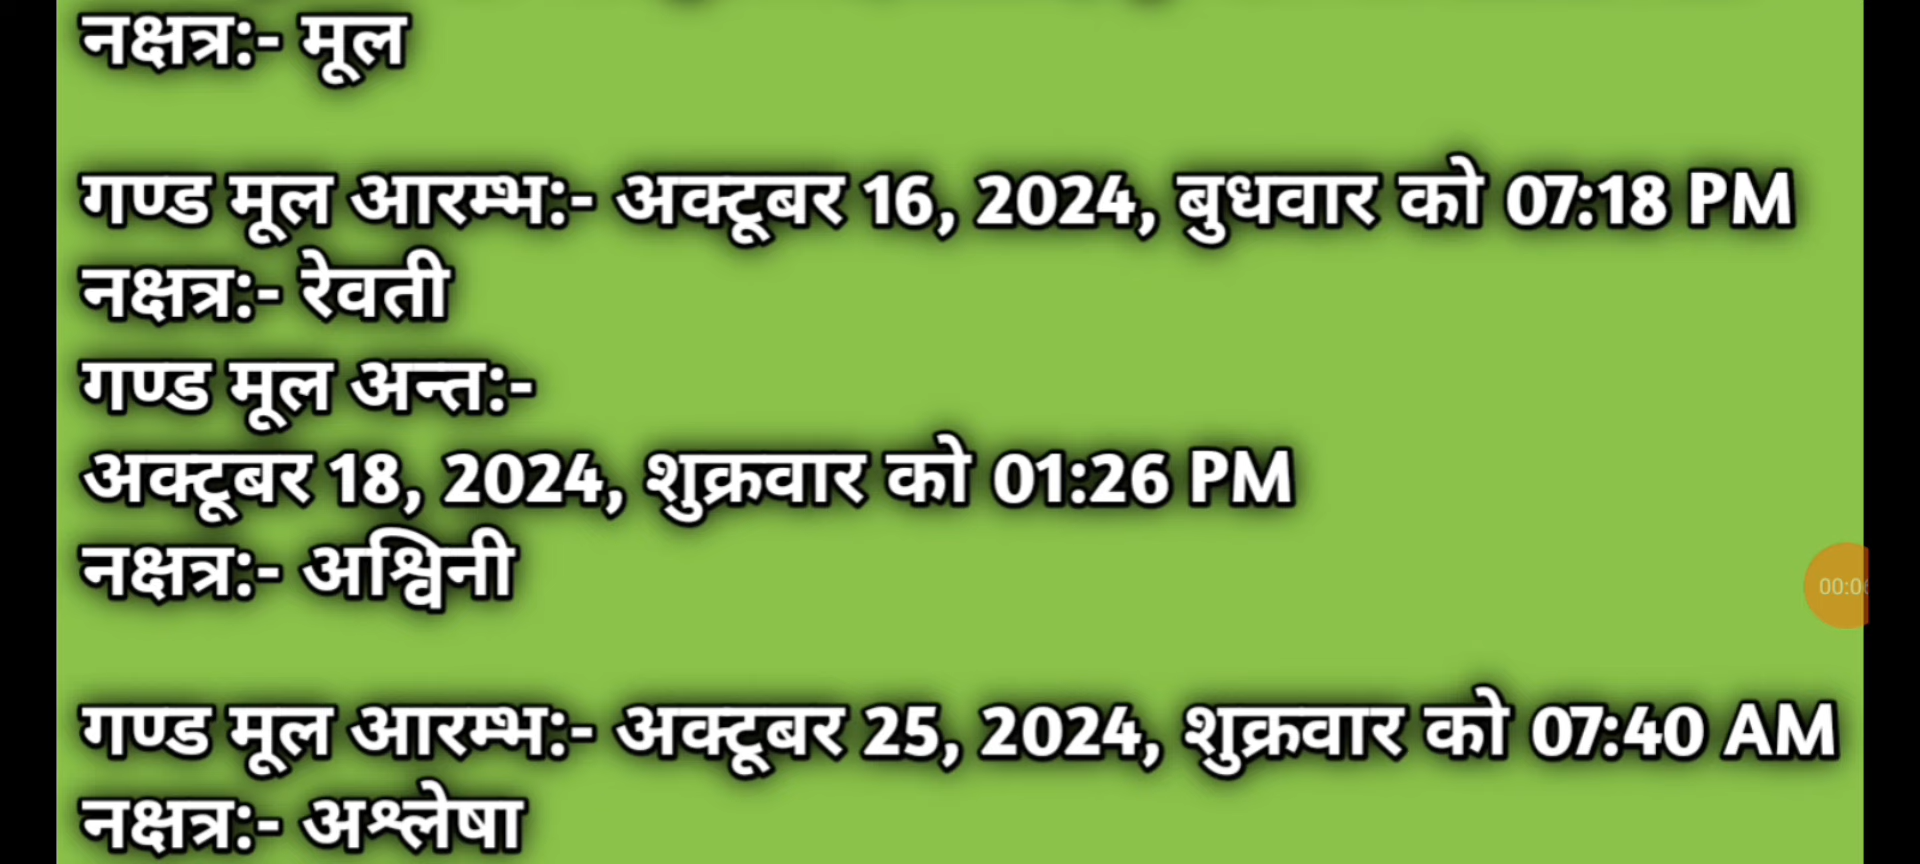 नक्षत्र:- मूल
गण्ड मूल आरम्भ:- अक्टूबर 16, 2024, बुधवार को 07:18 PM
नक्षत्र:- रेवती
गण्ड मूल अन्त:-
अक्टूबर 18, 2024, शुक्रवार को 01:26 PM
नक्षत्र:- अश्विनी
00:0
गण्ड मूल आरम्भ:- अक्टूबर 25, 2024, शुक्रवार को 07:40 AM
नक्षत्र:- अश्लेषा